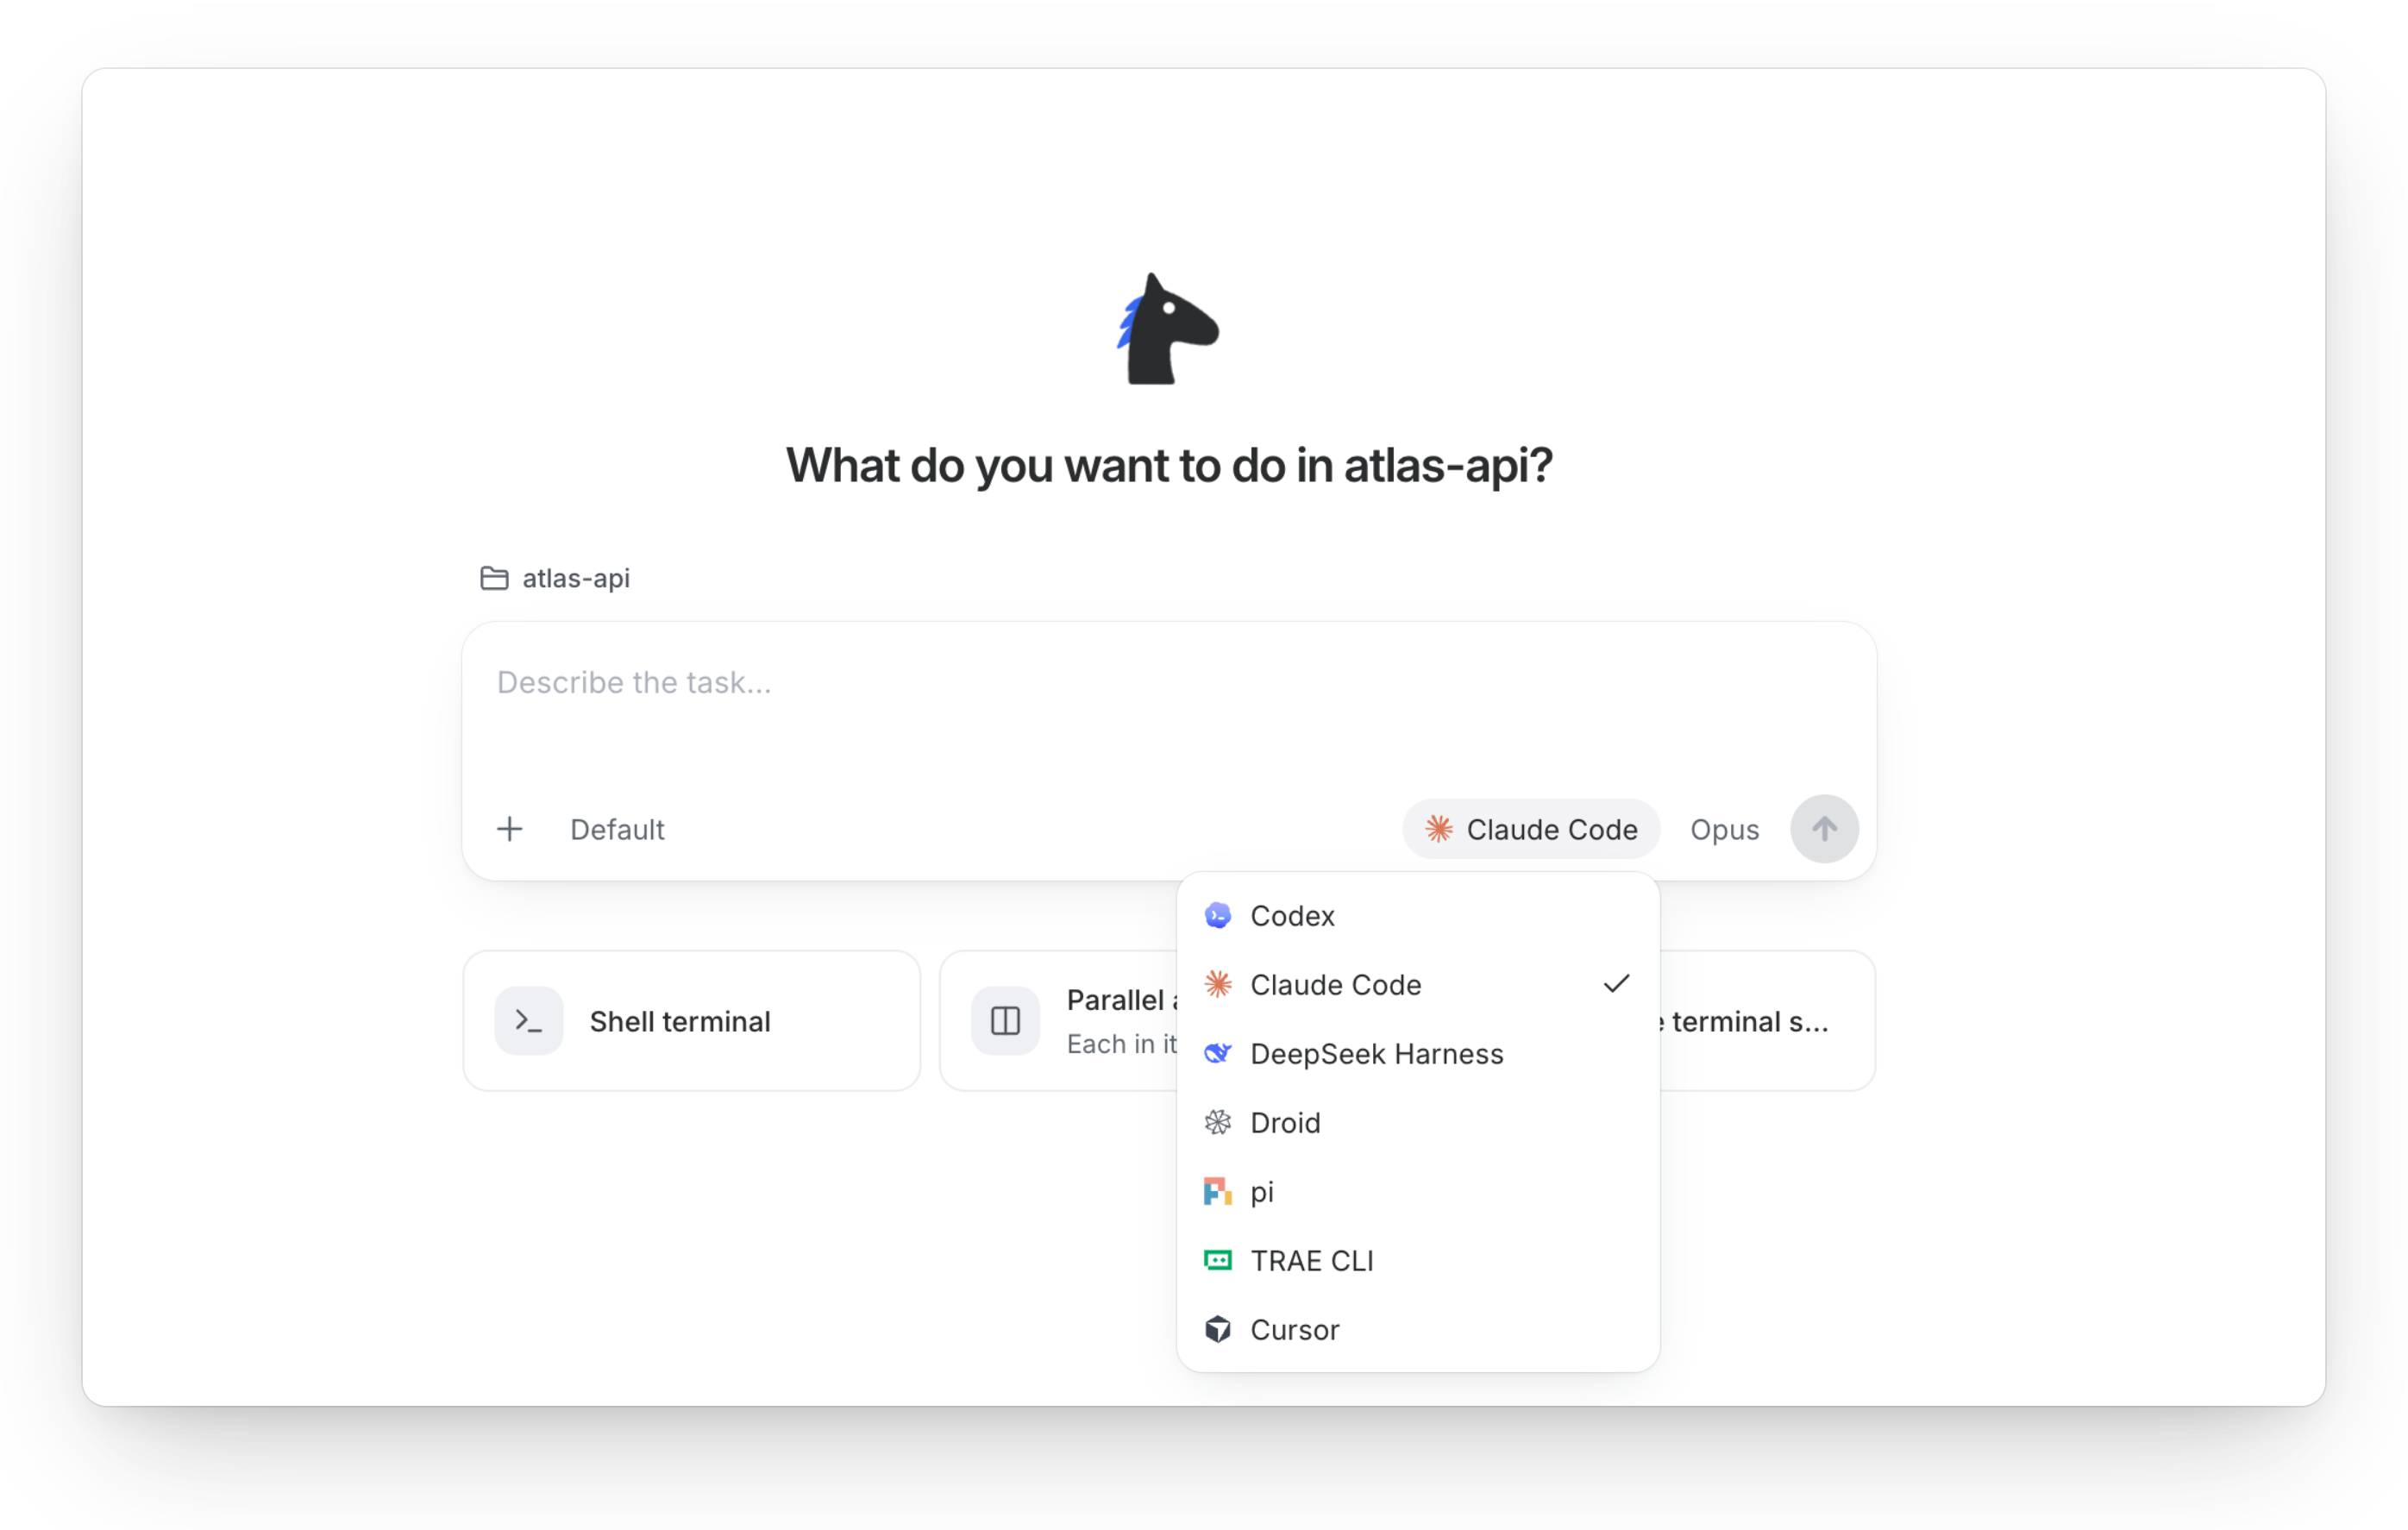 What do you want to do in atlas-api?
atlas-api
Describe the task...
Default
Claude Code
Opus
Codex
Claude Code
DeepSeek Harness
Droid
pi
TRAE CLI
Cursor
Shell terminal
Parallel
Each in it
terminal s...